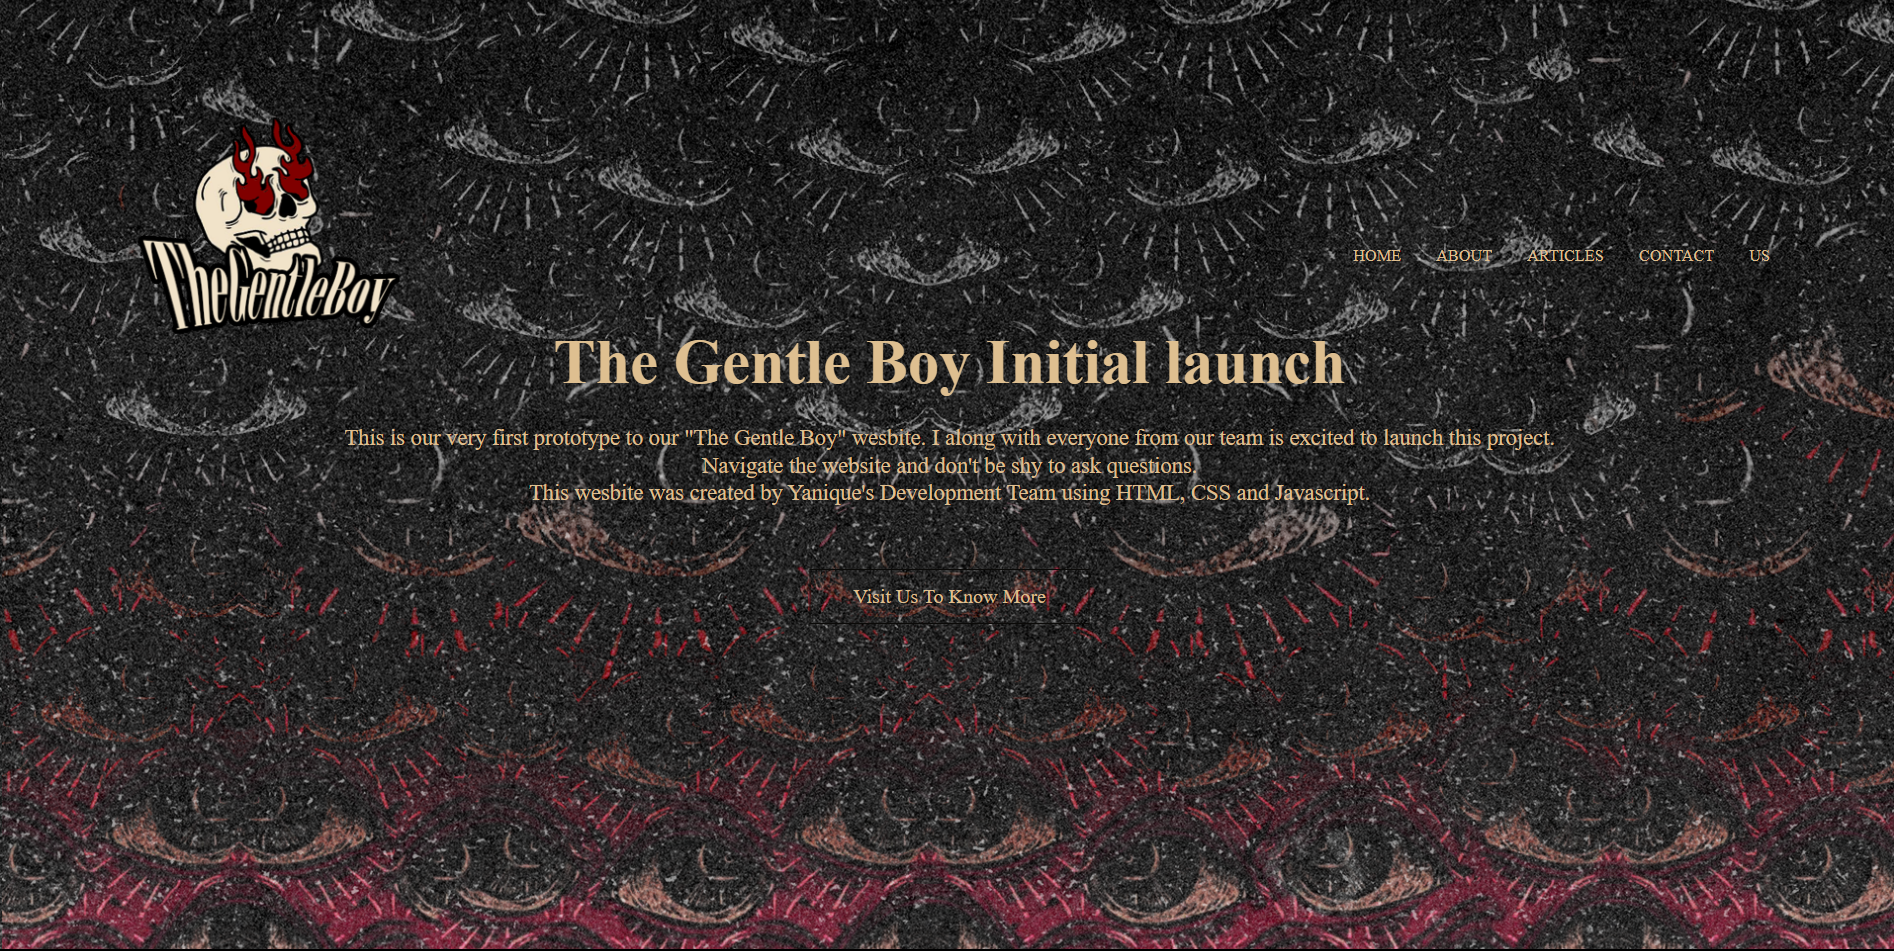 TheGentleBoy
HOME ABOUT ARTICLES CONTACT US
The Gentle Boy Initial launch
This is our very first prototype to our "The Gentle Boy" wesbite. I along with everyone from our team is excited to launch this project.
Navigate the website and don't be shy to ask questions.
This wesbite was created by Yanique's Development Team using HTML, CSS and Javascript.
Visit Us To Know More